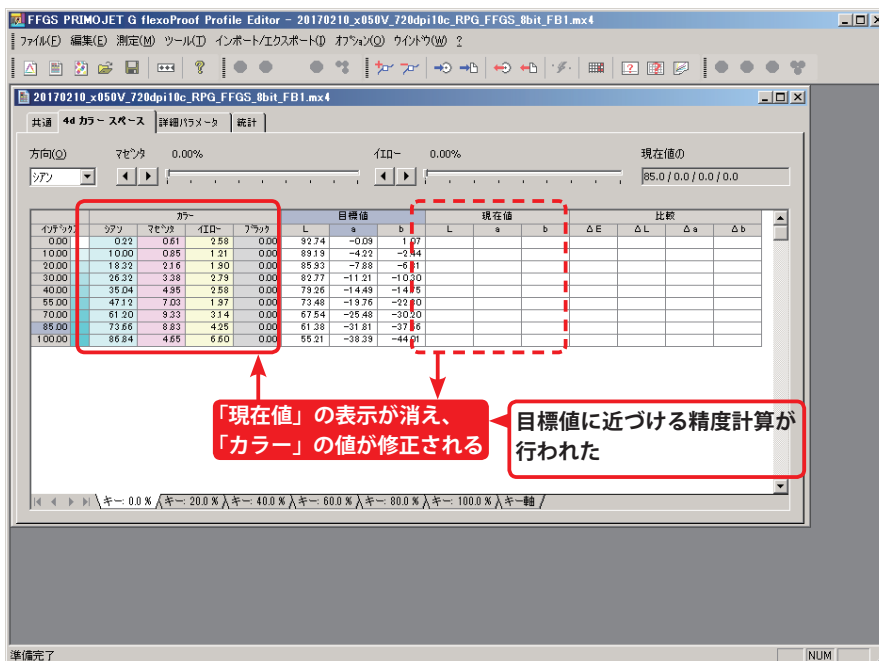 FFGS PRIMOJET G flexoProof Profile Editor - 20170210_x050V_720dpi10c_RPG_FFGS_8bit_FB1.mx4
ファイル(F) 編集(E) 測定(M) ツール(T) インポート/エクスポート(I) オプション(O) ウインドウ(W) ?
20170210_x050V_720dpi10c_RPG_FFGS_8bit_FB1.mx4
共通 4d カラー スペース 詳細パラメータ 統計
方向(O) マゼンタ 0.00% イエロー 0.00% 現在値の
シアン 85.0 / 0.0 / 0.0 / 0.0
カラー 目標値 現在値 比較
インデックス シアン マゼンタ イエロー ブラック L a b L a b ΔE ΔL Δa Δb
0.00 0.22 0.61 2.58 0.00 92.74 -0.09 1.07
10.00 10.00 0.85 1.21 0.00 89.19 -4.22 -2.44
20.00 18.32 2.16 1.90 0.00 85.93 -7.88
30.00 26.32 3.38 2.79 0.00 82.77 -11.21 -10.30
40.00 35.04 4.95 2.58 0.00 79.26 -14.49
55.00 47.12 7.03 1.97 0.00 73.48 -19.76
70.00 61.20 9.33 3.14 0.00 67.54 -25.48 -30.20
85.00 73.66 8.83 4.25 0.00 61.38 -31.81
100.00 86.84 4.65 6.60 0.00 55.21 -38.39
「現在値」の表示が消え、
「カラー」の値が修正される
目標値に近づける精度計算が
行われた
キー: 0.0 % キー: 20.0 % キー: 40.0 % キー: 60.0 % キー: 80.0 % キー: 100.0 % キー軸
準備完了 NUM